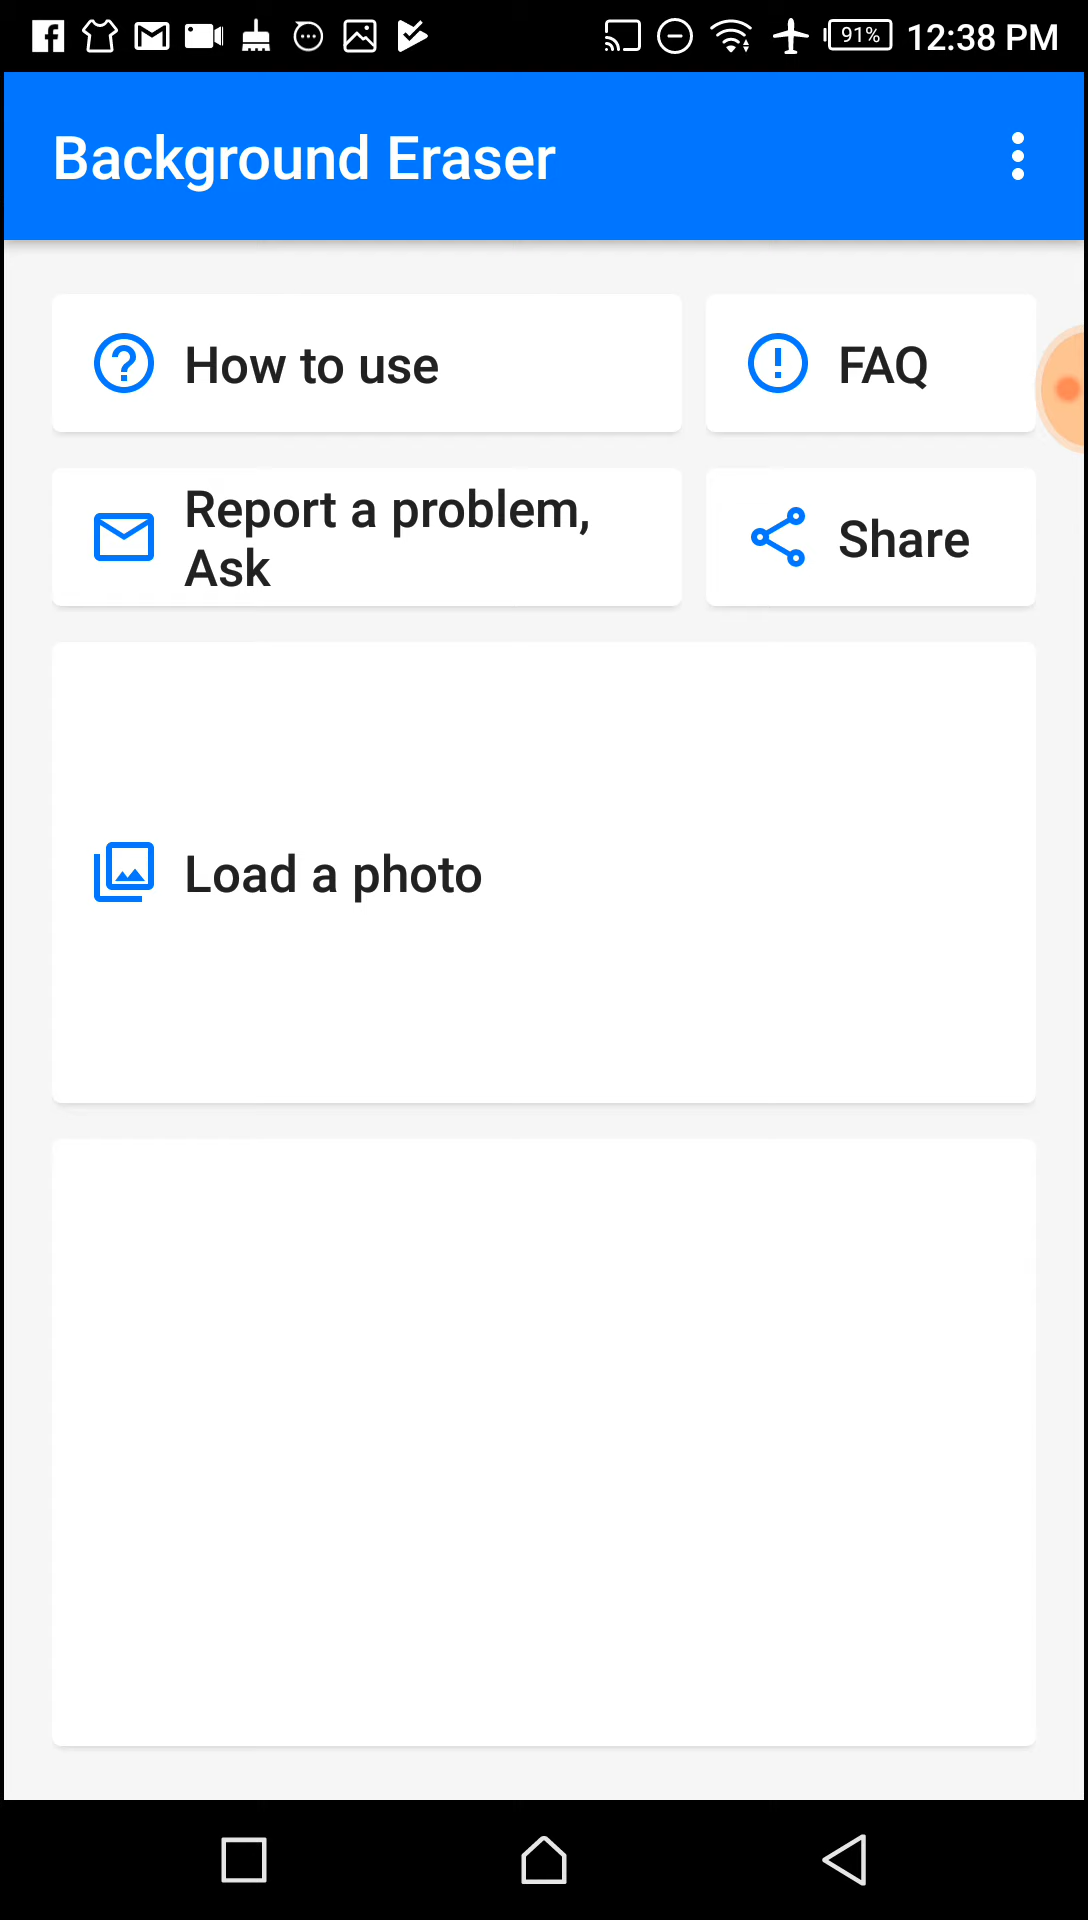 91% 12:38 PM
Background Eraser
How to use
FAQ
Report a problem,
Ask
Share
Load a photo